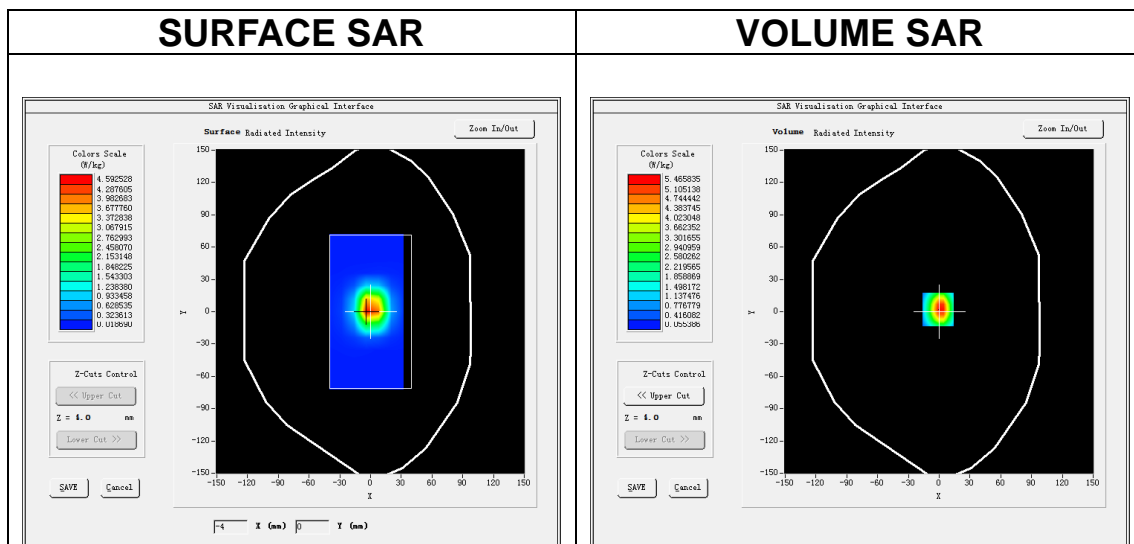 SURFACE SAR
VOLUME SAR
SAR Visualisation Graphical Interface
Surface Radiated Intensity
Zoom In/Out
Colors Scale
(W/kg)
4.592528
4.287605
3.982683
3.677760
3.372838
3.067915
2.762993
2.458070
2.153148
1.848225
1.543303
1.238380
0.933458
0.628535
0.323613
0.018690
150
120
90
60
30
0
-30
-60
-90
-120
-150
Y
-150 -120 -90 -60 -30 0 30 60 90 120 150
X
Z-Cuts Control
<< Upper Cut
Z = 4.0 mm
Lower Cut >>
SAVE Cancel
-4 X (mm) 0 Y (mm)
SAR Visualisation Graphical Interface
Volume Radiated Intensity
Zoom In/Out
Colors Scale
(W/kg)
5.465835
5.105138
4.744442
4.383745
4.023048
3.662352
3.301655
2.940959
2.580262
2.219565
1.858869
1.498172
1.137476
0.776779
0.416082
0.055386
150
120
90
60
30
0
-30
-60
-90
-120
-150
Y
-150 -120 -90 -60 -30 0 30 60 90 120 150
X
Z-Cuts Control
<< Upper Cut
Z = 4.0 mm
Lower Cut >>
SAVE Cancel